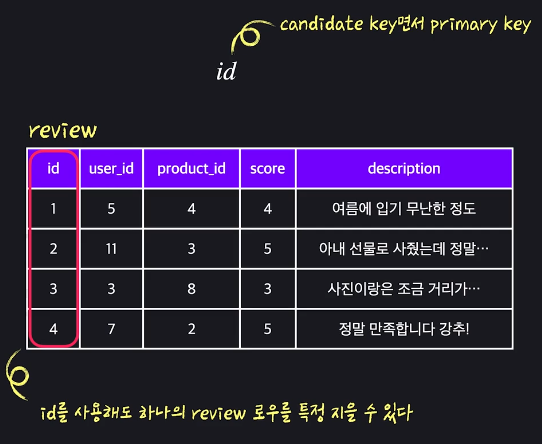 candidate key면서 primary key
id
review
id user_id product_id score description
1 5 4 4 여름에 입기 무난한 정도
2 11 3 5 아내 선물로 사줬는데 정말…
3 3 8 3 사진이랑은 조금 거리가…
4 7 2 5 정말 만족합니다 강추!
id를 사용해도 하나의 review 로우를 특정 지을 수 있다